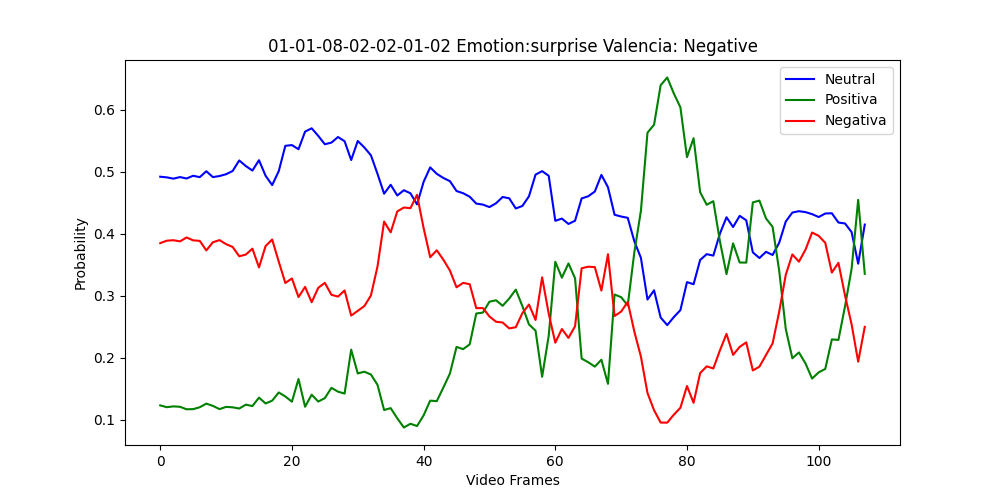 01-01-08-02-02-01-02 Emotion:surprise Valencia: Negative
Neutral
Positiva
Negativa
Probability
0.6
0.5
0.4
0.3
0.2
0.1
0 20 40 60 80 100
Video Frames